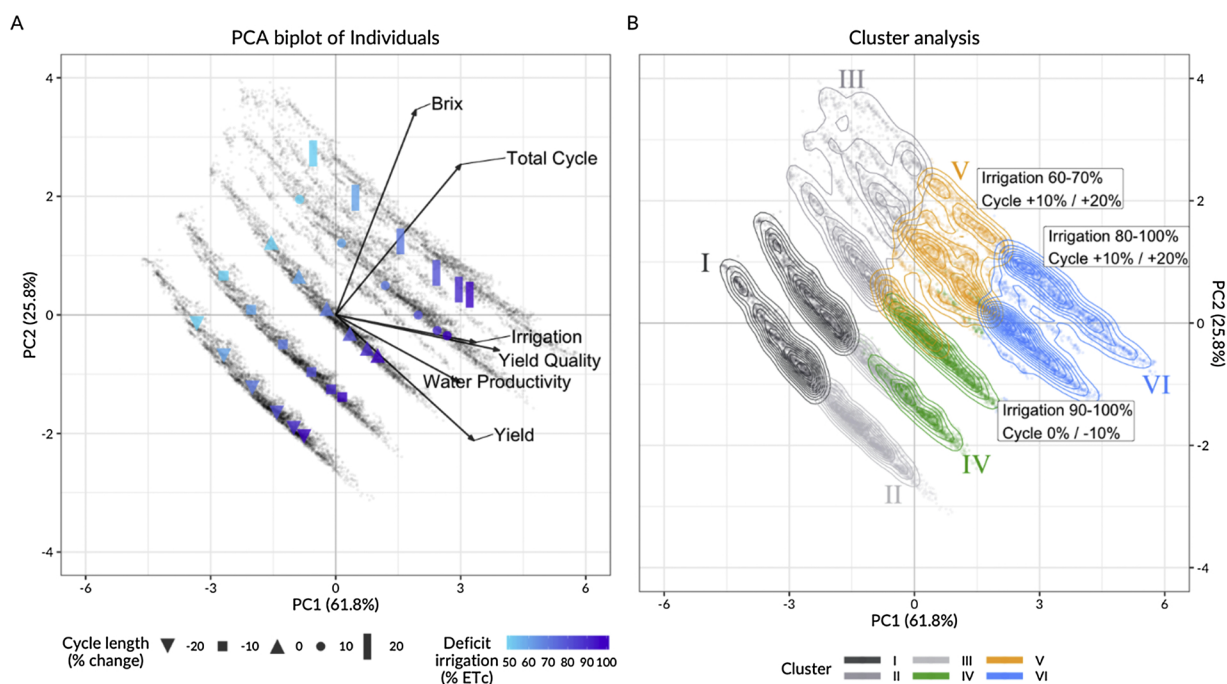 A
PCA biplot of Individuals
4
2
0
-2
-4
-6
-3
0
3
6
PC2 (25.8%)
PC1 (61.8%)
Brix
Total Cycle
Irrigation
Yield Quality
Water Productivity
Yield
Cycle length
(% change)
-20
-10
0
10
20
Deficit
irrigation
(% ETc)
50 60 70 80 90 100
B
Cluster analysis
III
V
Irrigation 60-70%
Cycle +10% / +20%
Irrigation 80-100%
Cycle +10% / +20%
I
VI
Irrigation 90-100%
Cycle 0% / -10%
IV
II
4
2
0
-2
-4
PC2 (25.8%)
-6
-3
0
3
6
PC1 (61.8%)
Cluster
I
III
V
II
IV
VI